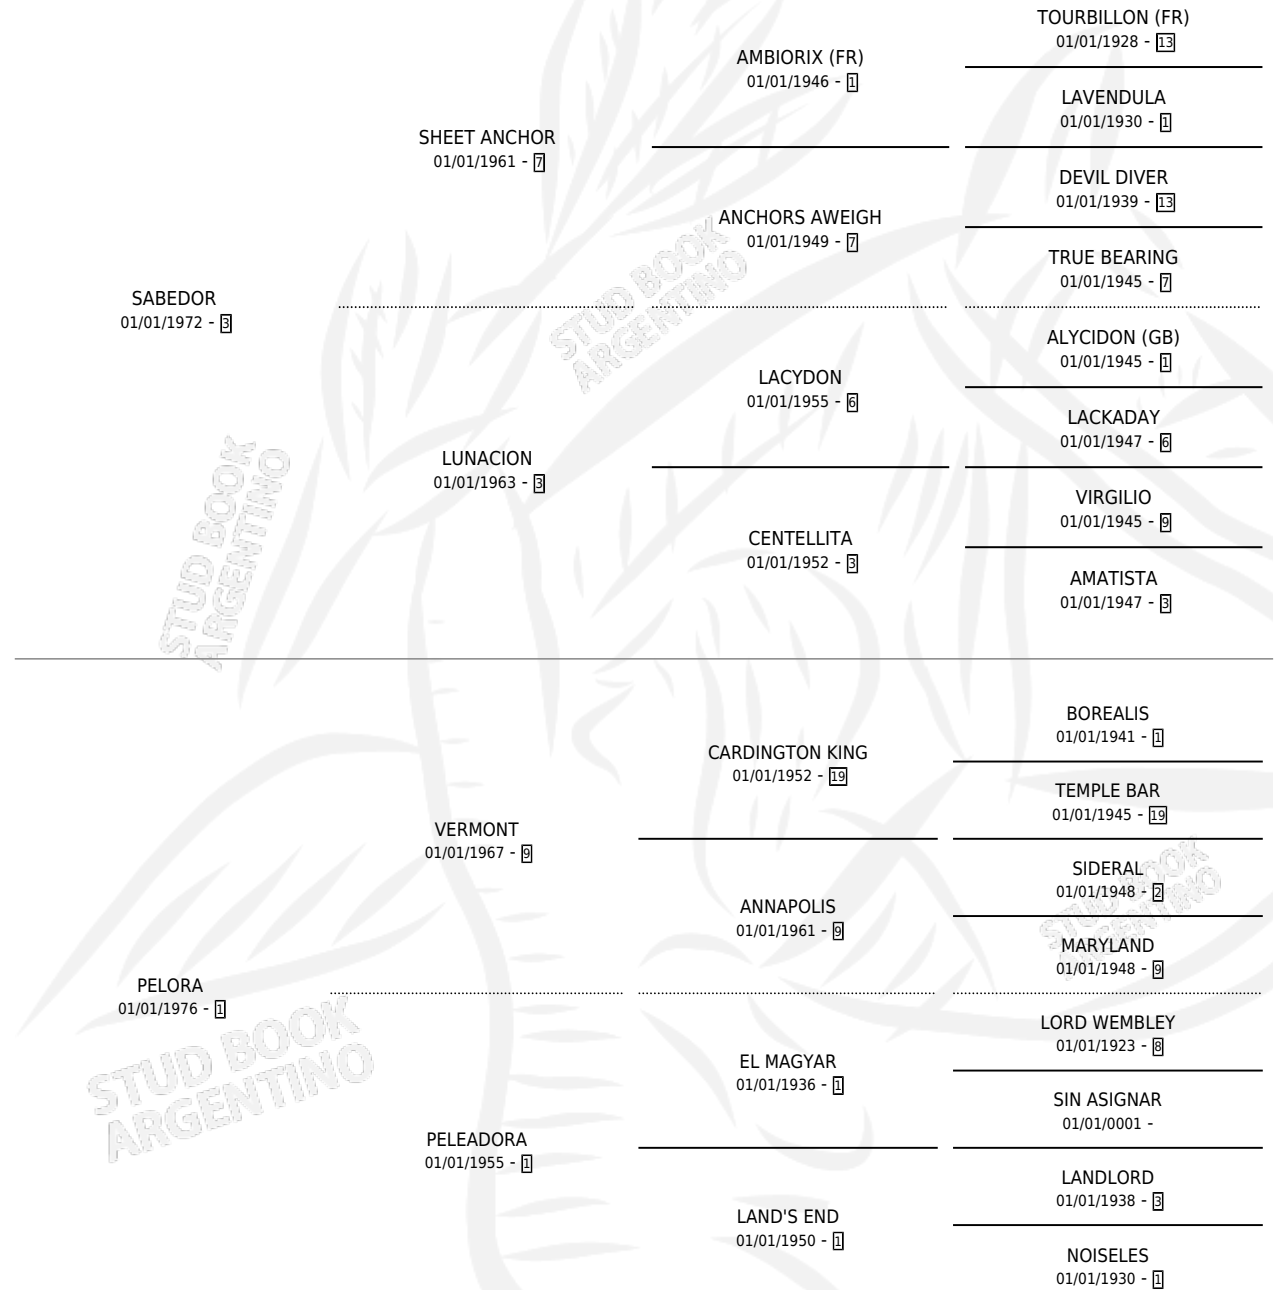 TOURBILLON (FR)
01/01/1928 - 13
AMBIORIX (FR)
01/01/1946 - 1
LAVENDULA
01/01/1930 - 1
SHEET ANCHOR
01/01/1961 - 7
DEVIL DIVER
01/01/1939 - 13
ANCHORS AWEIGH
01/01/1949 - 7
TRUE BEARING
01/01/1945 - 7
SABEDOR
01/01/1972 - 3
STUD BOOK
ARGENTINO
ALYCIDON (GB)
01/01/1945 - 1
LACYDON
01/01/1955 - 6
LACKADAY
01/01/1947 - 6
LUNACION
01/01/1963 - 3
VIRGILIO
01/01/1945 - 9
CENTELLITA
01/01/1952 - 3
AMATISTA
01/01/1947 - 3
STUD BOOK
ARGENTINO
BOREALIS
01/01/1941 - 1
CARDINGTON KING
01/01/1952 - 19
TEMPLE BAR
01/01/1945 - 19
VERMONT
01/01/1967 - 9
SIDERAL
01/01/1948 - 2
ANNAPOLIS
01/01/1961 - 9
MARYLAND
01/01/1948 - 9
STUD BOOK
ARGENTINO
PELORA
01/01/1976 - 1
LORD WEMBLEY
01/01/1923 - 8
EL MAGYAR
01/01/1936 - 1
SIN ASIGNAR
01/01/0001 -
STUD BOOK
ARGENTINO
PELEADORA
01/01/1955 - 1
LANDLORD
01/01/1938 - 3
LAND'S END
01/01/1950 - 1
NOISELES
01/01/1930 - 1